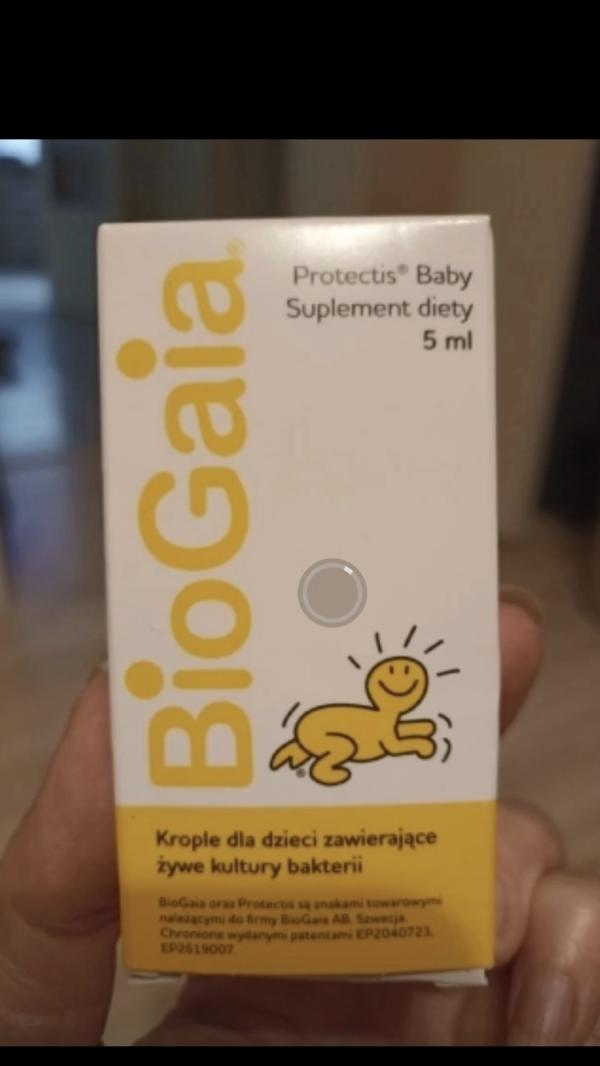 BioGaia®
Protectis® Baby
Suplement diety
5 ml
®
Krople dla dzieci zawierające
żywe kultury bakterii
BioGaia oraz Protectis są znakami towarowymi
należącymi do firmy BioGaia AB, Szwecja.
Chronione wydanymi patentami EP2040723,
EP2619007.